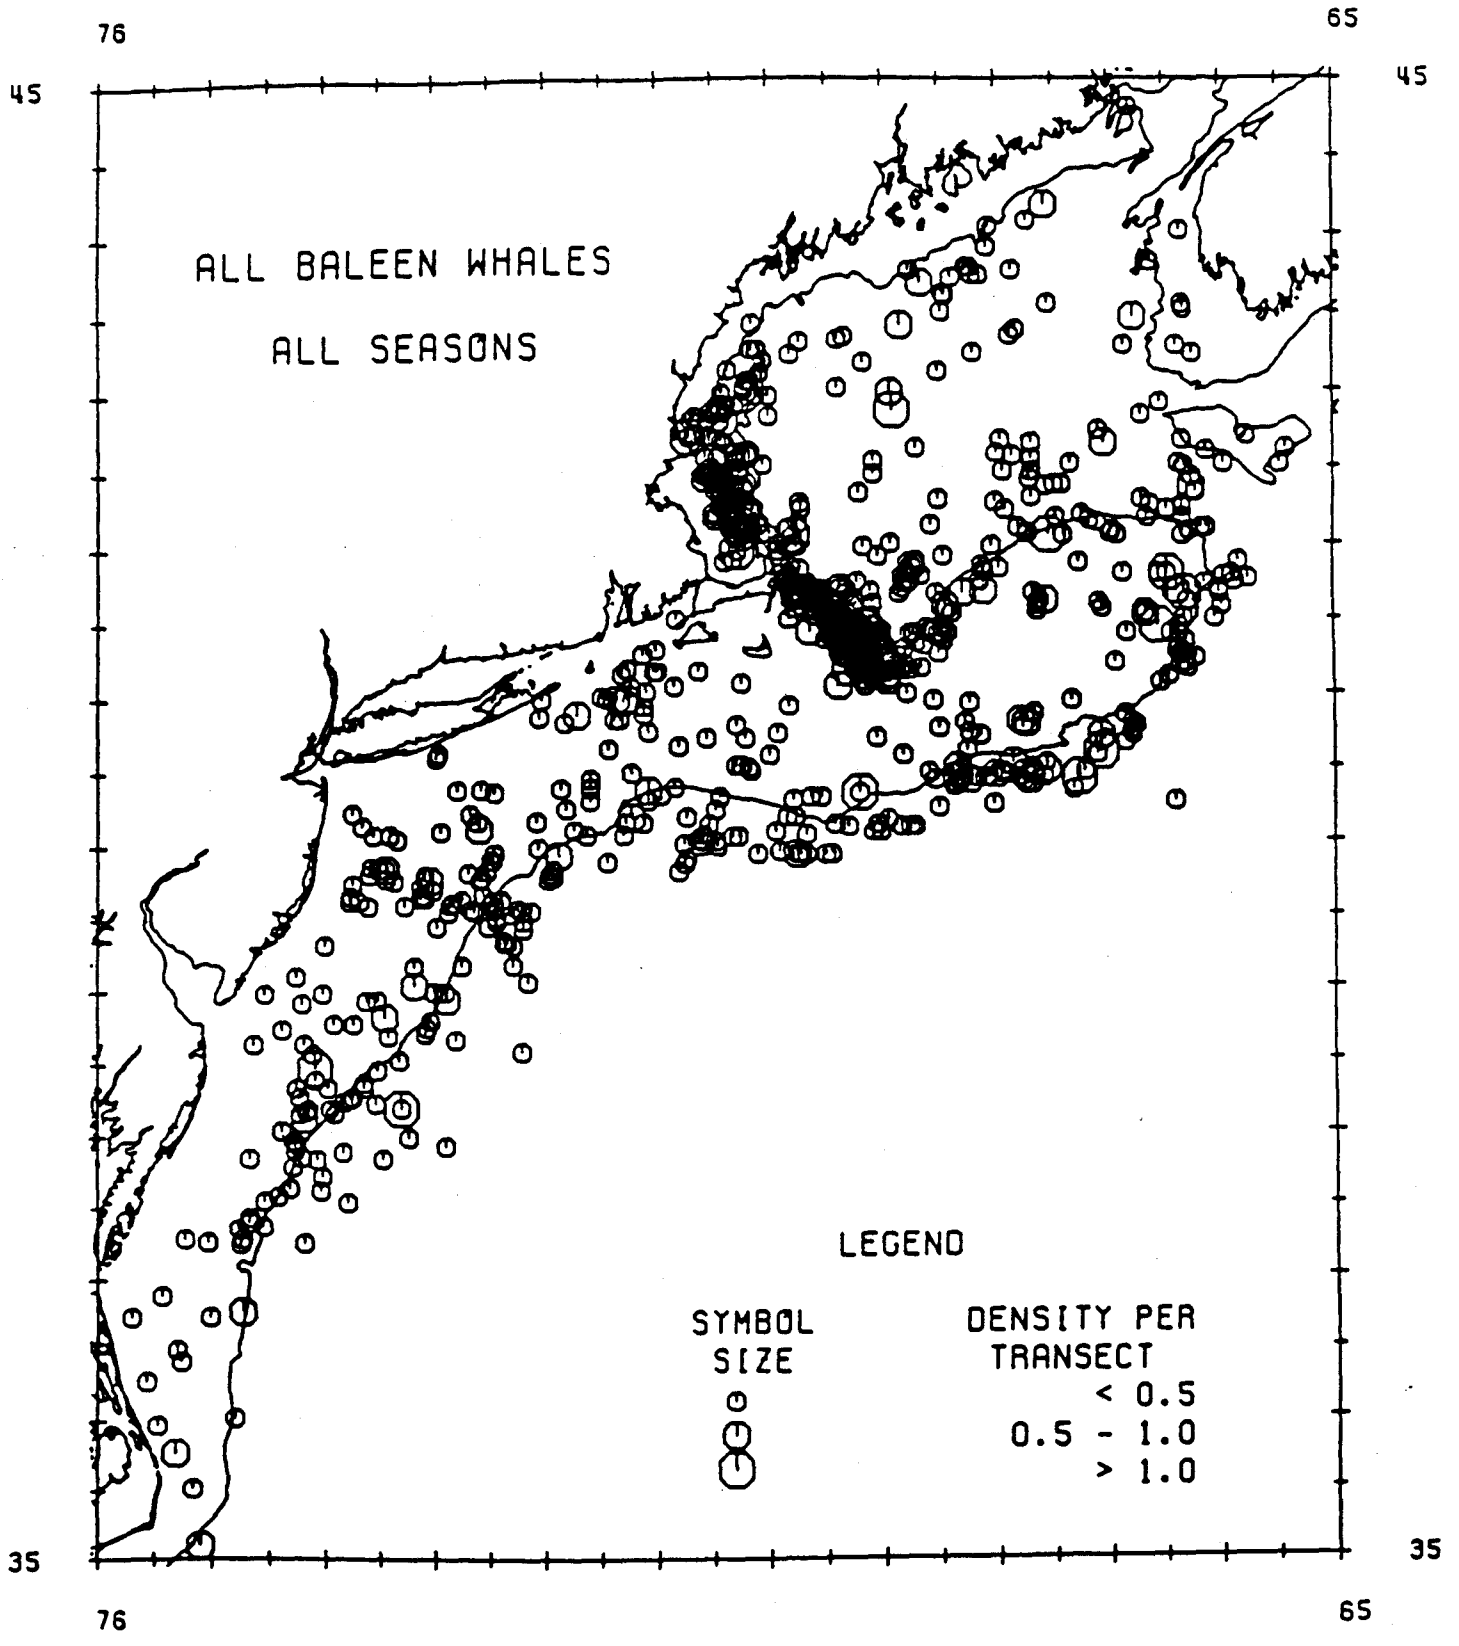 76 65
45 45
ALL BALEEN WHALES
ALL SEASONS
LEGEND
SYMBOL SIZE
DENSITY PER TRANSECT
< 0.5
0.5 - 1.0
> 1.0
35 35
76 65